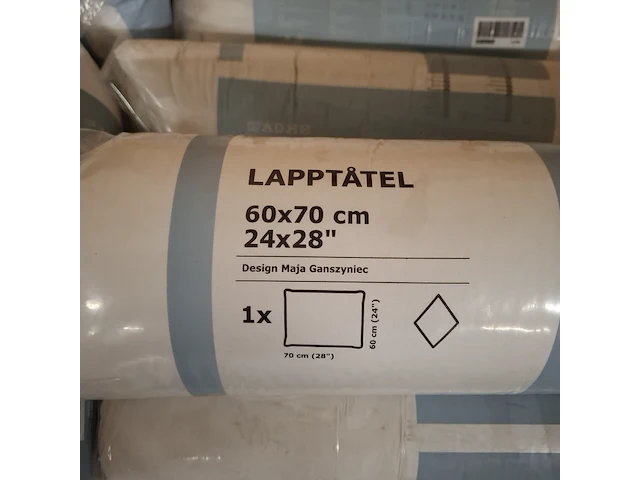 LAPPTÅTEL
60x70 cm
24x28"
Design Maja Ganszyniec
1x
60 cm (24")
70 cm (28")